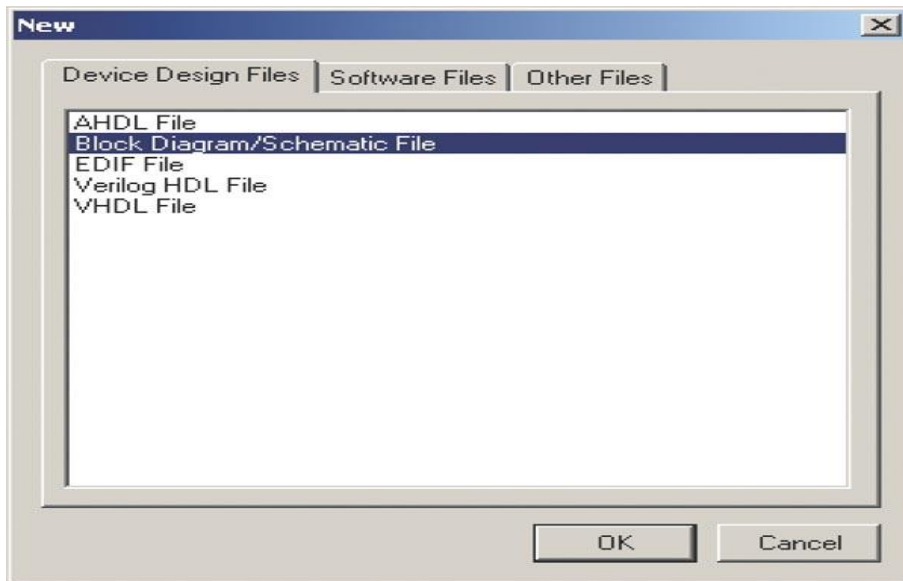 New
Device Design Files Software Files Other Files
AHDL File
Block Diagram/Schematic File
EDIF File
Verilog HDL File
VHDL File
OK Cancel